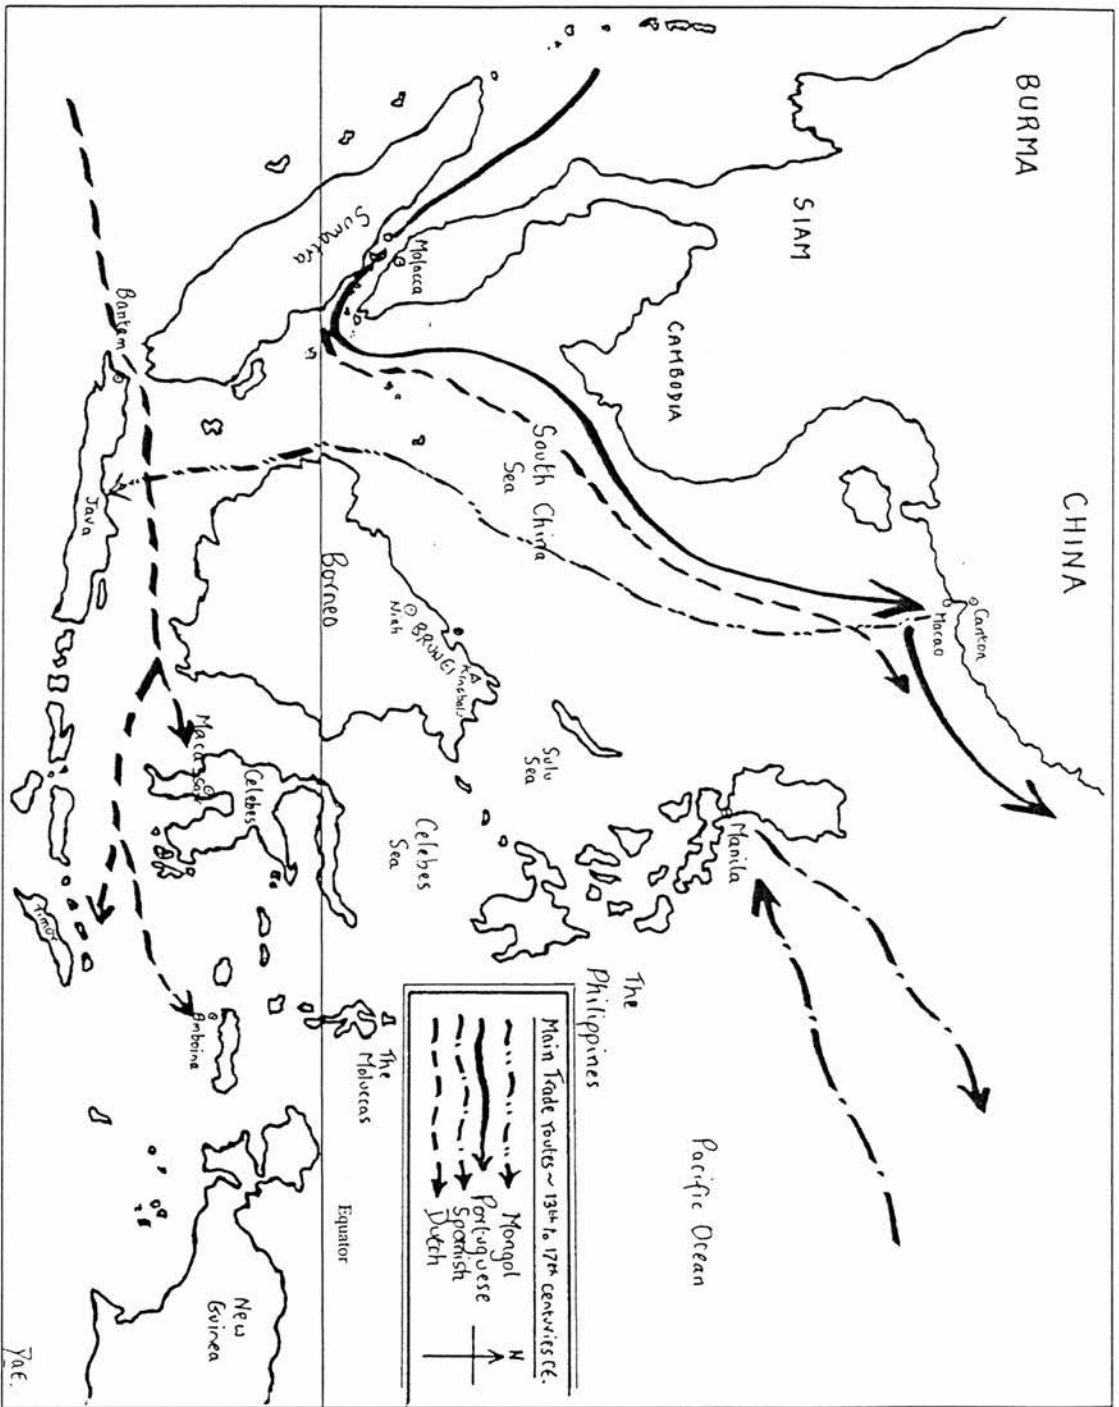 BURMA
SIAM
CHINA
CAMBODIA
Canton
Macao
Malacca
Sumatra
South China
Sea
Bantam
Java
Borneo
Niah
BRUNEI
Kinabalu
Sulu
Sea
Manila
The
Philippines
Macassar
Celebes
Celebes
Sea
Timor
Amboina
The
Moluccas
Pacific Ocean
Equator
New
Guinea
Main Trade routes ~ 13th to 17th centuries CE.
Mongol
Portuguese
Spanish
Dutch
N